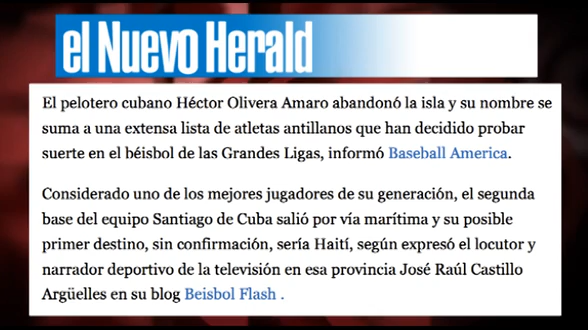 el Nuevo Herald
El pelotero cubano Héctor Olivera Amaro abandonó la isla y su nombre se
suma a una extensa lista de atletas antillanos que han decidido probar
suerte en el béisbol de las Grandes Ligas, informó Baseball America.
Considerado uno de los mejores jugadores de su generación, el segunda
base del equipo Santiago de Cuba salió por vía marítima y su posible
primer destino, sin confirmación, sería Haití, según expresó el locutor y
narrador deportivo de la televisión en esa provincia José Raúl Castillo
Argüelles en su blog Beisbol Flash .